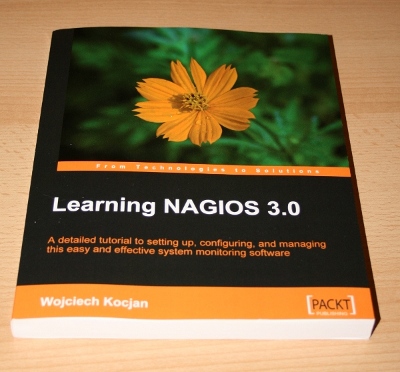 From Technologies to Solutions
Learning NAGIOS 3.0
A detailed tutorial to setting up, configuring, and managing
this easy and effective system monitoring software
Wojciech Kocjan
[PACKT]
PUBLISHING